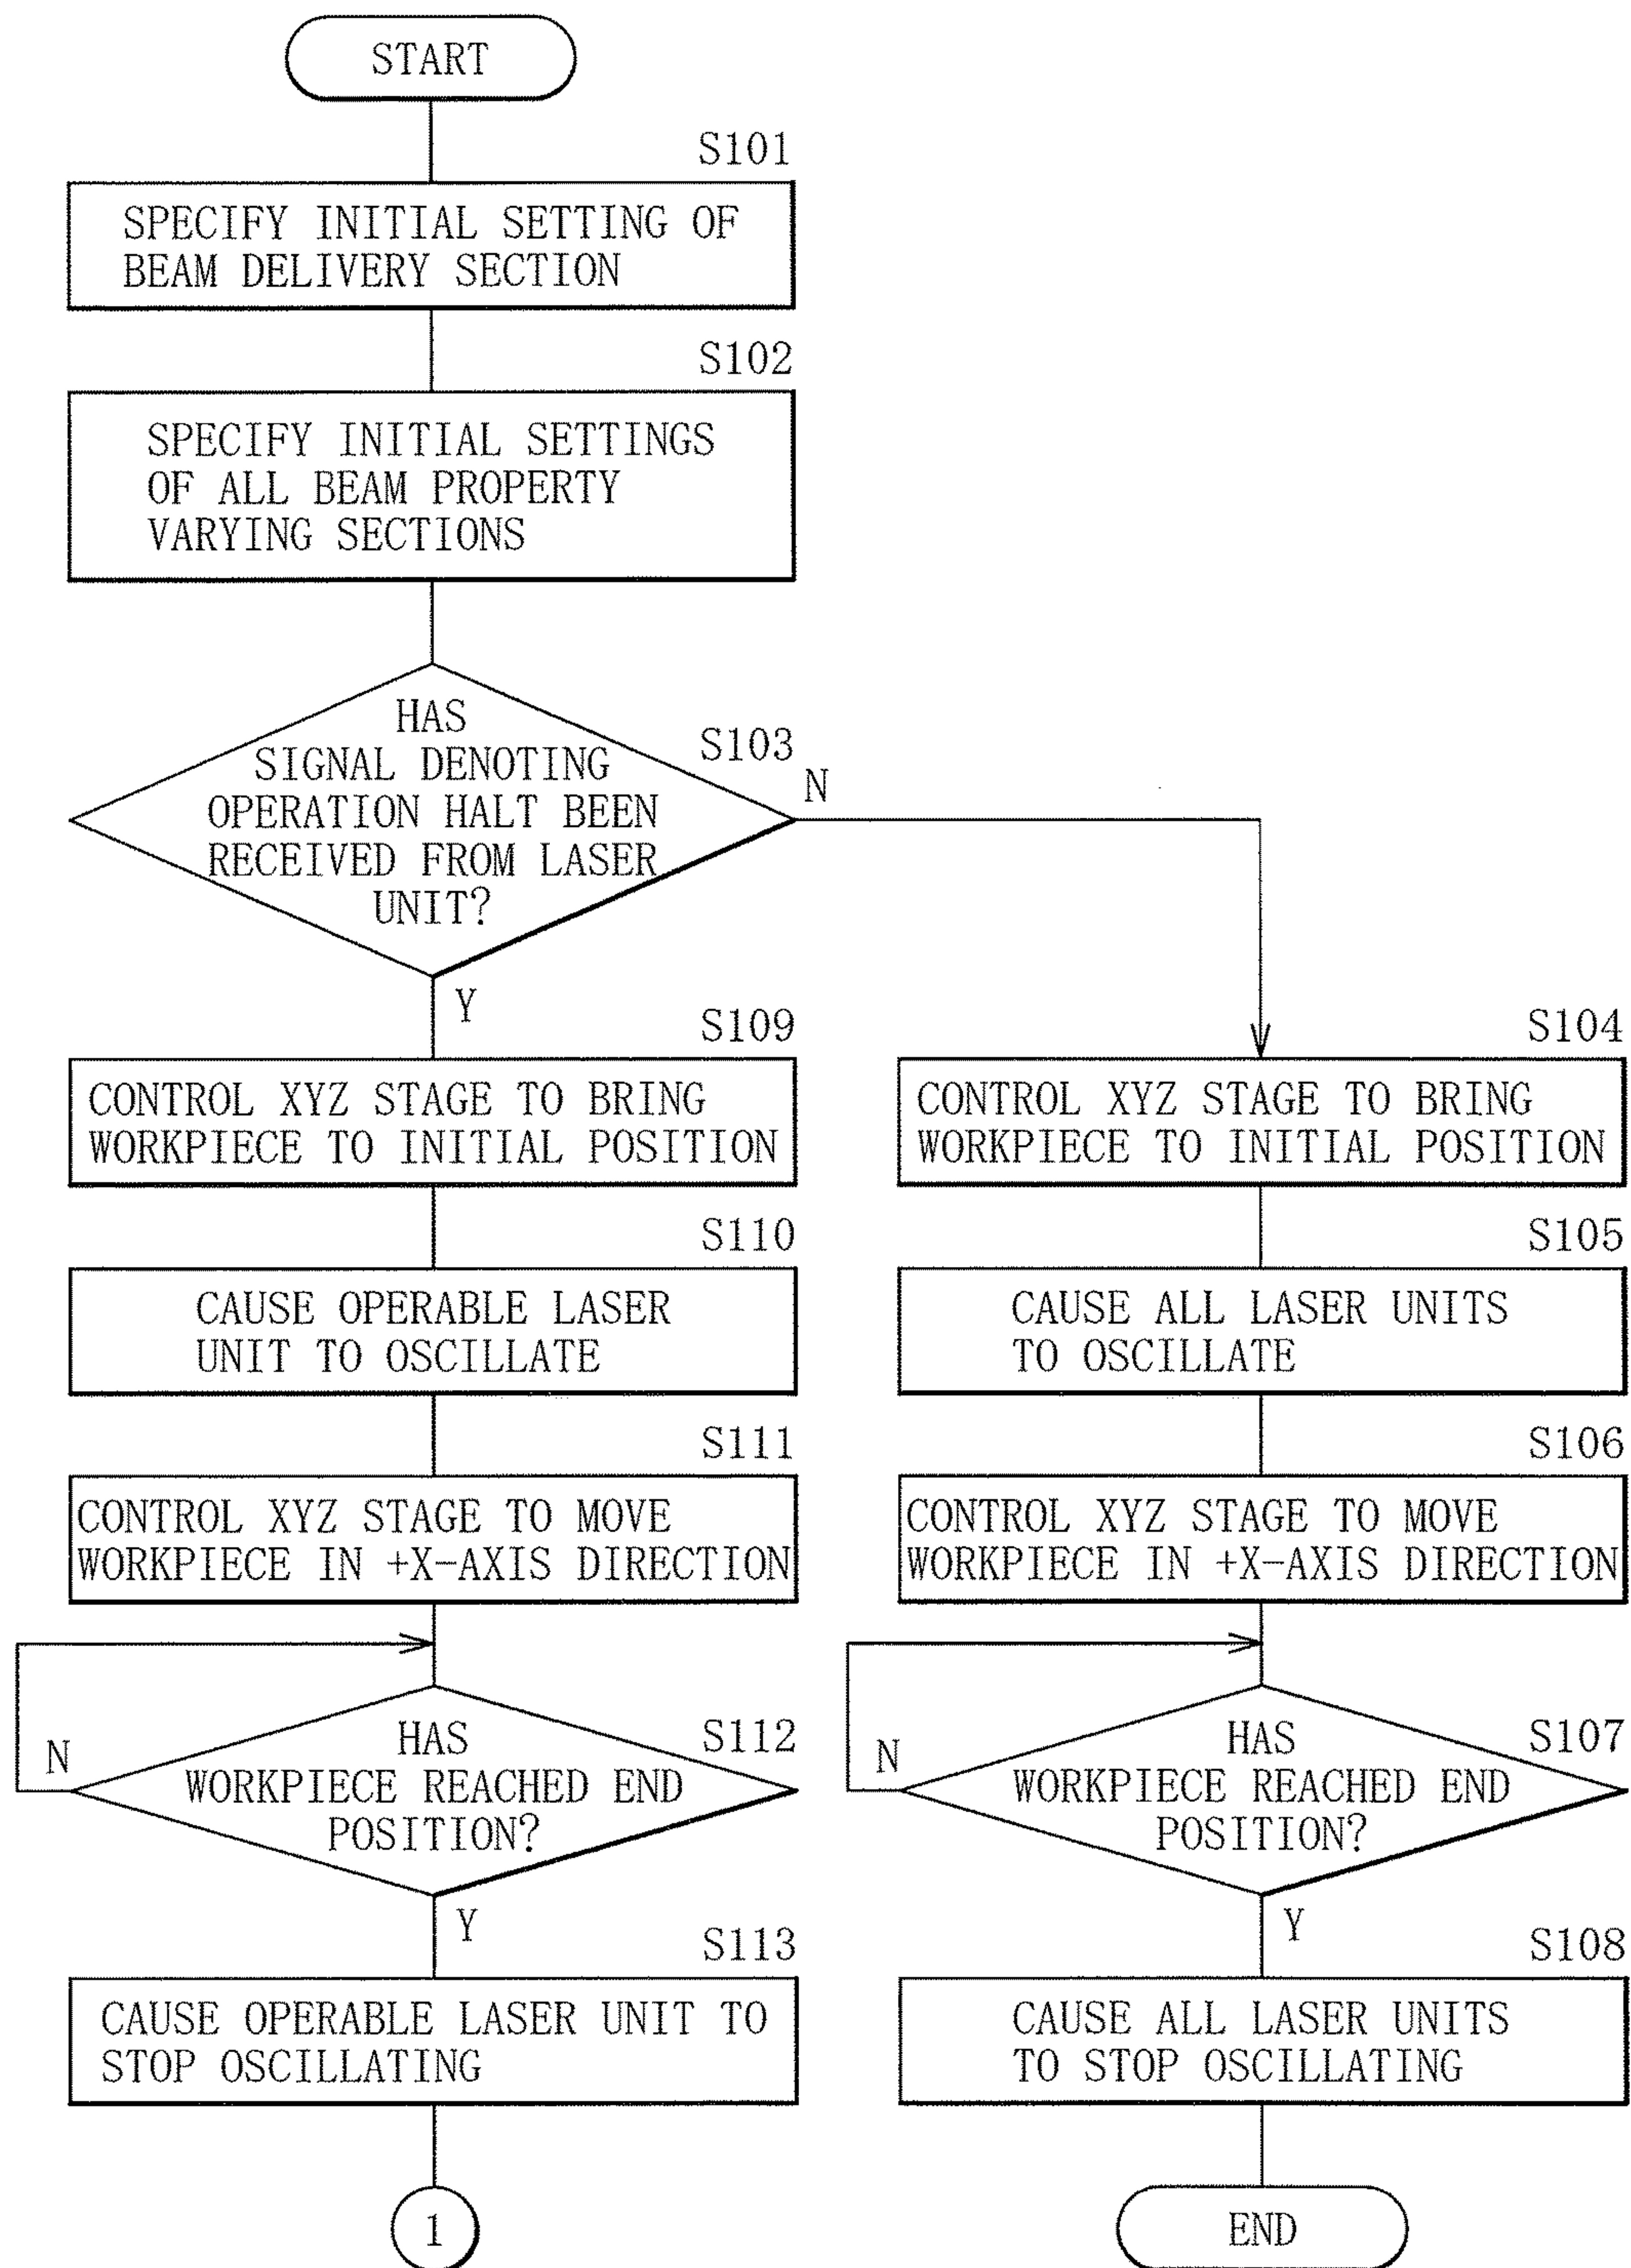 START
S101
SPECIFY INITIAL SETTING OF
BEAM DELIVERY SECTION
S102
SPECIFY INITIAL SETTINGS
OF ALL BEAM PROPERTY
VARYING SECTIONS
S103
HAS
SIGNAL DENOTING
OPERATION HALT BEEN
RECEIVED FROM LASER
UNIT?
N
Y
S109
CONTROL XYZ STAGE TO BRING
WORKPIECE TO INITIAL POSITION
S110
CAUSE OPERABLE LASER
UNIT TO OSCILLATE
S111
CONTROL XYZ STAGE TO MOVE
WORKPIECE IN +X-AXIS DIRECTION
S112
HAS
WORKPIECE REACHED END
POSITION?
N
Y
S113
CAUSE OPERABLE LASER UNIT TO
STOP OSCILLATING
1
S104
CONTROL XYZ STAGE TO BRING
WORKPIECE TO INITIAL POSITION
S105
CAUSE ALL LASER UNITS
TO OSCILLATE
S106
CONTROL XYZ STAGE TO MOVE
WORKPIECE IN +X-AXIS DIRECTION
S107
HAS
WORKPIECE REACHED END
POSITION?
N
Y
S108
CAUSE ALL LASER UNITS
TO STOP OSCILLATING
END